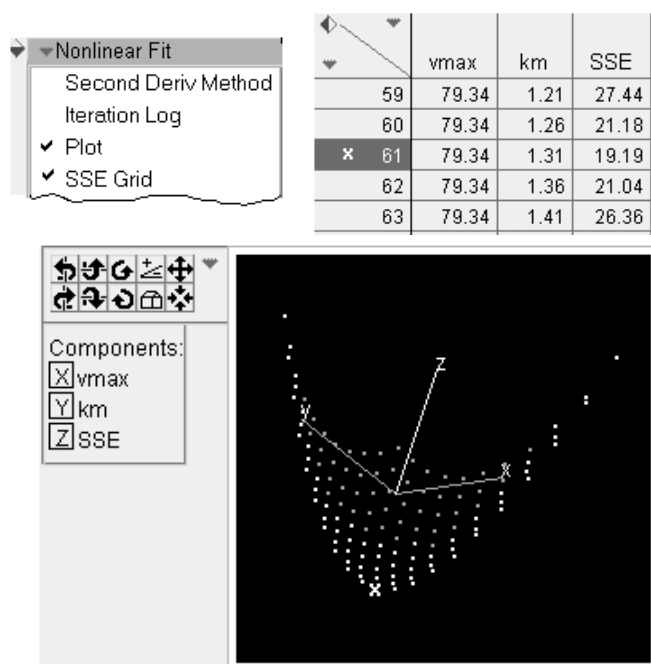 Nonlinear Fit
Second Deriv Method
Iteration Log
Plot
SSE Grid
vmax km SSE
59 79.34 1.21 27.44
60 79.34 1.26 21.18
x 61 79.34 1.31 19.19
62 79.34 1.36 21.04
63 79.34 1.41 26.36
Components:
X vmax
Y km
Z SSE
Z
Y
X
x